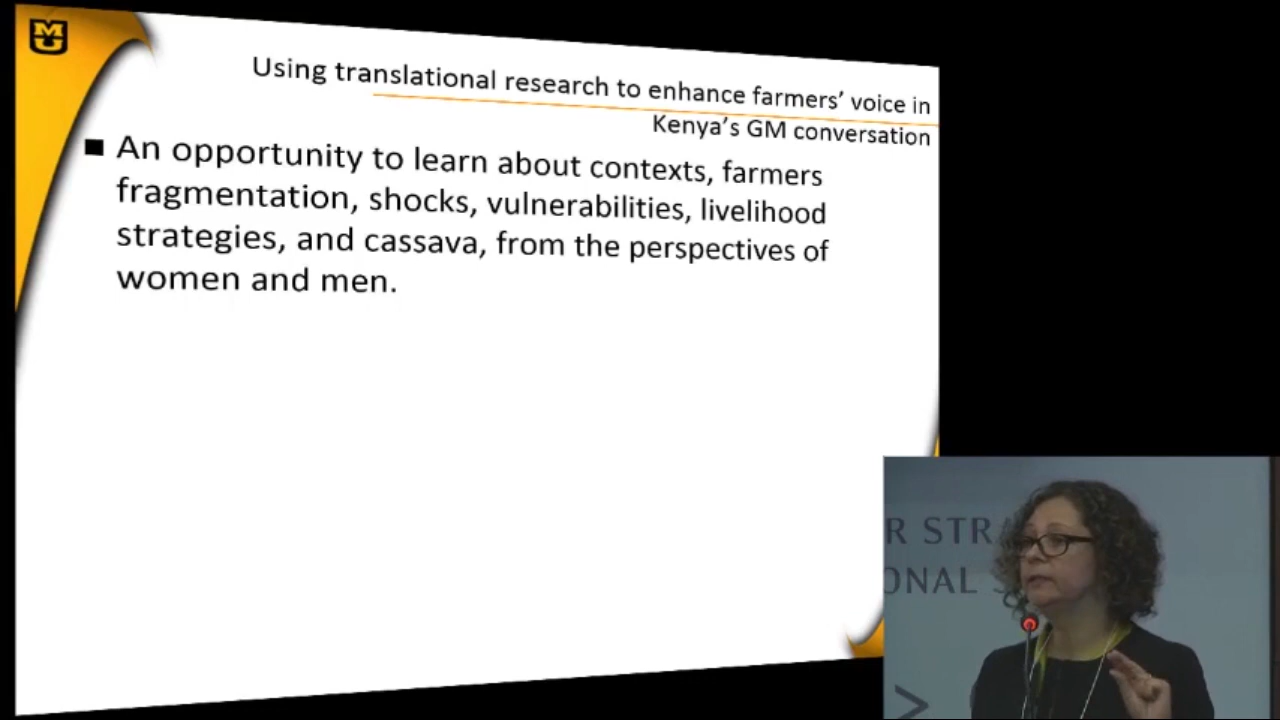 MU
Using translational research to enhance farmers’ voice in
Kenya’s GM conversation
■ An opportunity to learn about contexts, farmers
fragmentation, shocks, vulnerabilities, livelihood
strategies, and cassava, from the perspectives of
women and men.
R STRA
ONAL S
>